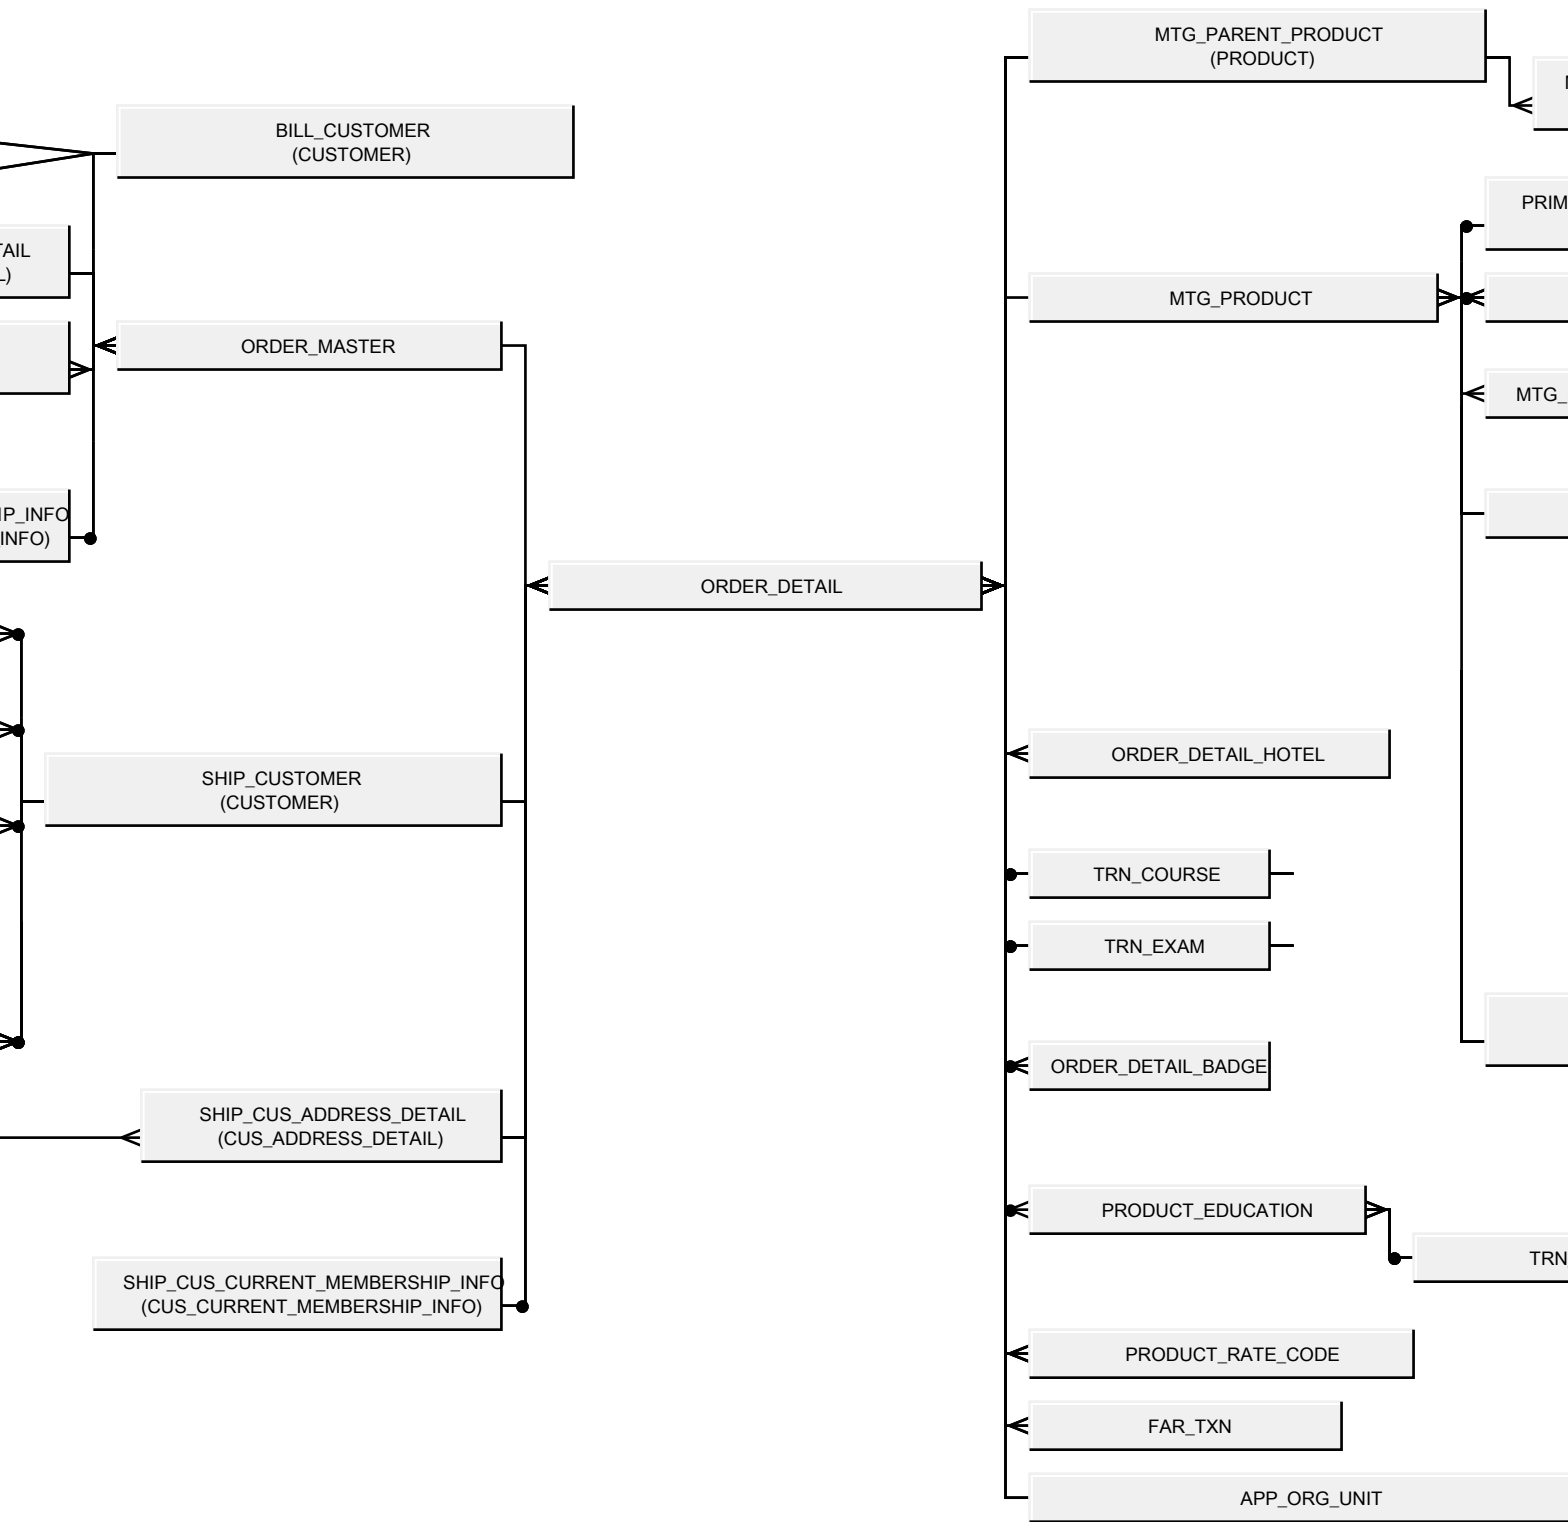 MTG_PARENT_PRODUCT
(PRODUCT)
BILL_CUSTOMER
(CUSTOMER)
PRIM
TAIL
L)
MTG_PRODUCT
ORDER_MASTER
MTG_
IP_INFO
INFO)
ORDER_DETAIL
ORDER_DETAIL_HOTEL
SHIP_CUSTOMER
(CUSTOMER)
TRN_COURSE
TRN_EXAM
ORDER_DETAIL_BADGE
SHIP_CUS_ADDRESS_DETAIL
(CUS_ADDRESS_DETAIL)
PRODUCT_EDUCATION
TRN
SHIP_CUS_CURRENT_MEMBERSHIP_INFO
(CUS_CURRENT_MEMBERSHIP_INFO)
PRODUCT_RATE_CODE
FAR_TXN
APP_ORG_UNIT